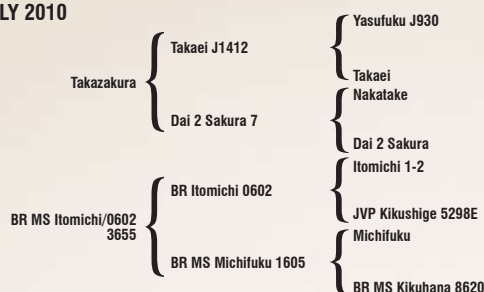 LY 2010
Yasufuku J930
Takaei J1412
Takazakura
Takaei
Nakatake
Dai 2 Sakura 7
Dai 2 Sakura
Itomichi 1-2
BR Itomichi 0602
BR MS Itomichi/0602
3655
JVP Kikushige 5298E
Michifuku
BR MS Michifuku 1605
BR MS Kikuhana 8620